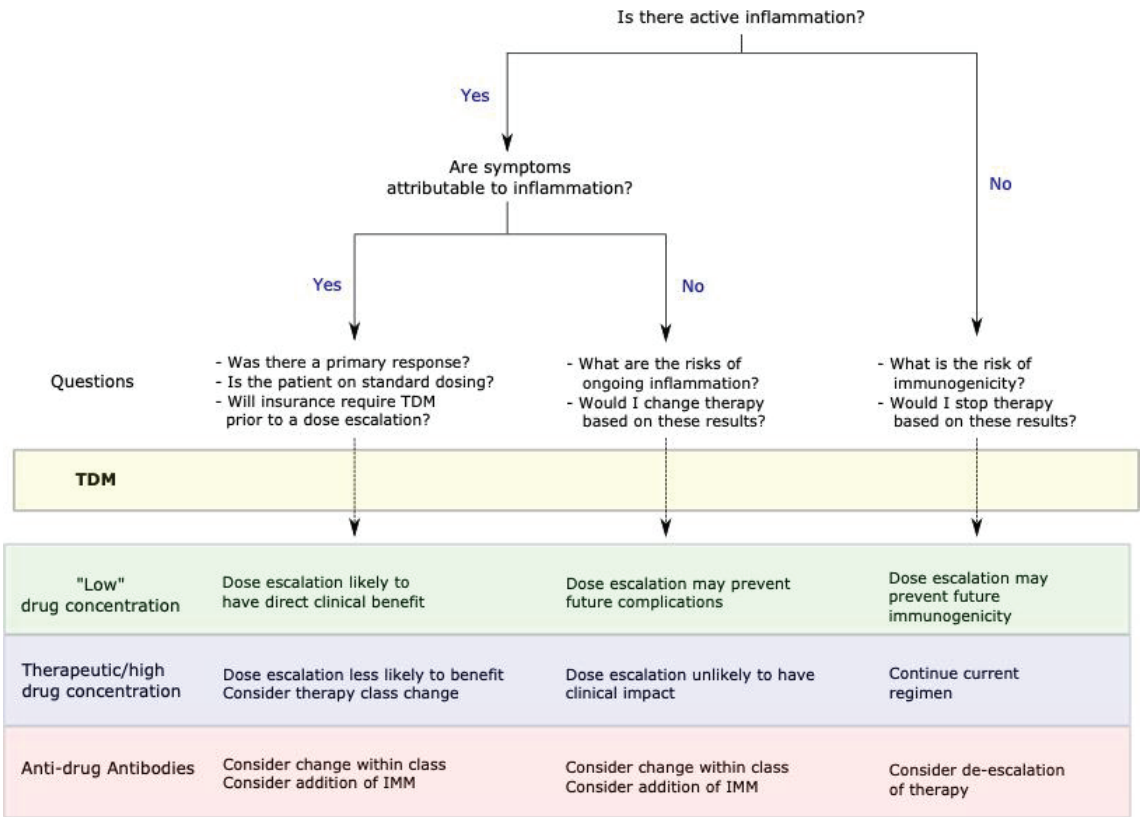 Is there active inflammation?
Yes
No
Are symptoms
attributable to inflammation?
Yes
No
Questions
- Was there a primary response?
- Is the patient on standard dosing?
- Will insurance require TDM
prior to a dose escalation?
- What are the risks of
ongoing inflammation?
- Would I change therapy
based on these results?
- What is the risk of
immunogenicity?
- Would I stop therapy
based on these results?
TDM
"Low"
drug concentration
Dose escalation likely to
have direct clinical benefit
Dose escalation may prevent
future complications
Dose escalation may
prevent future
immunogenicity
Therapeutic/high
drug concentration
Dose escalation less likely to benefit
Consider therapy class change
Dose escalation unlikely to have
clinical impact
Continue current
regimen
Anti-drug Antibodies
Consider change within class
Consider addition of IMM
Consider change within class
Consider addition of IMM
Consider de-escalation
of therapy